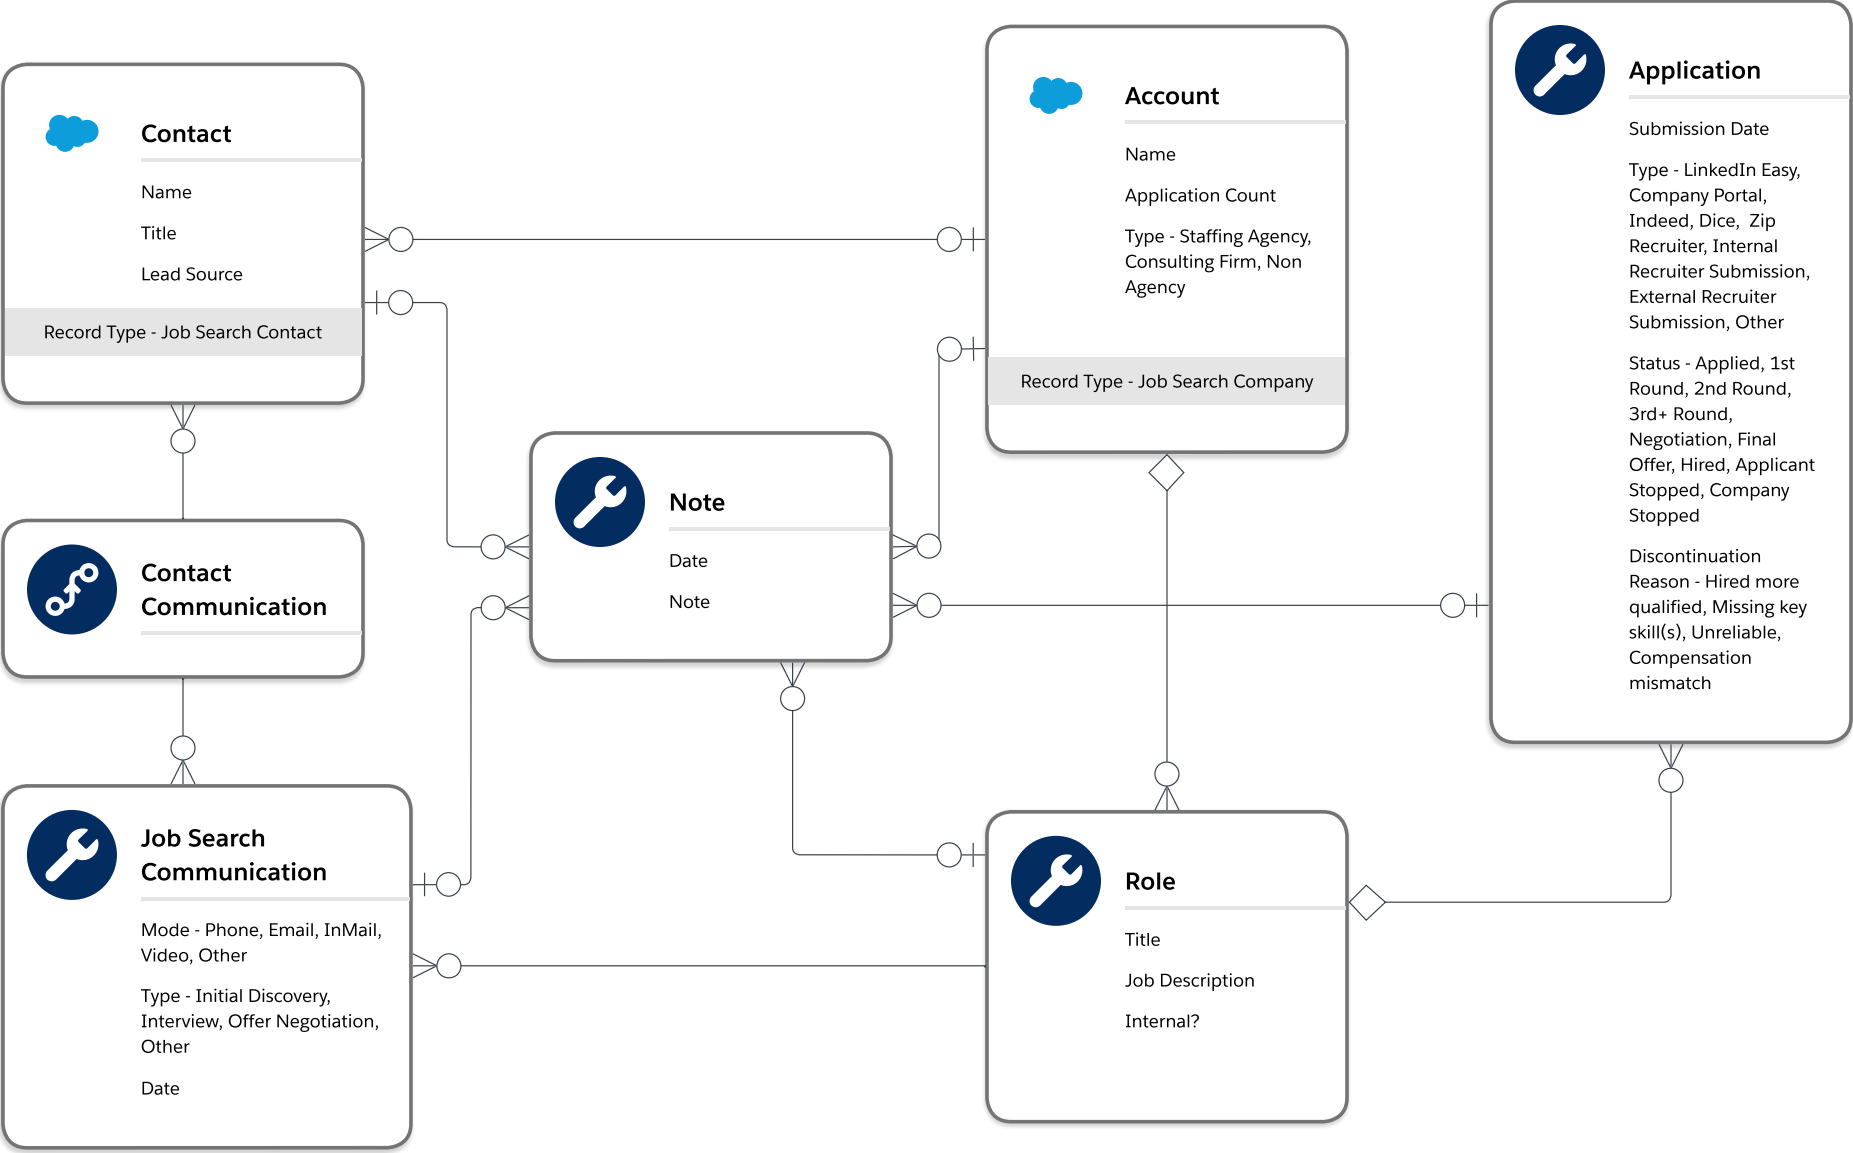 Contact
Name
Title
Lead Source
Record Type - Job Search Contact
Account
Name
Application Count
Type - Staffing Agency,
Consulting Firm, Non
Agency
Record Type - Job Search Company
Application
Submission Date
Type - LinkedIn Easy,
Company Portal,
Indeed, Dice,  Zip
Recruiter, Internal
Recruiter Submission,
External Recruiter
Submission, Other
Status - Applied, 1st
Round, 2nd Round,
3rd+ Round,
Negotiation, Final
Offer, Hired, Applicant
Stopped, Company
Stopped
Discontinuation
Reason - Hired more
qualified, Missing key
skill(s), Unreliable,
Compensation
mismatch
Note
Date
Note
Contact
Communication
Job Search
Communication
Mode - Phone, Email, InMail,
Video, Other
Type - Initial Discovery,
Interview, Offer Negotiation,
Other
Date
Role
Title
Job Description
Internal?